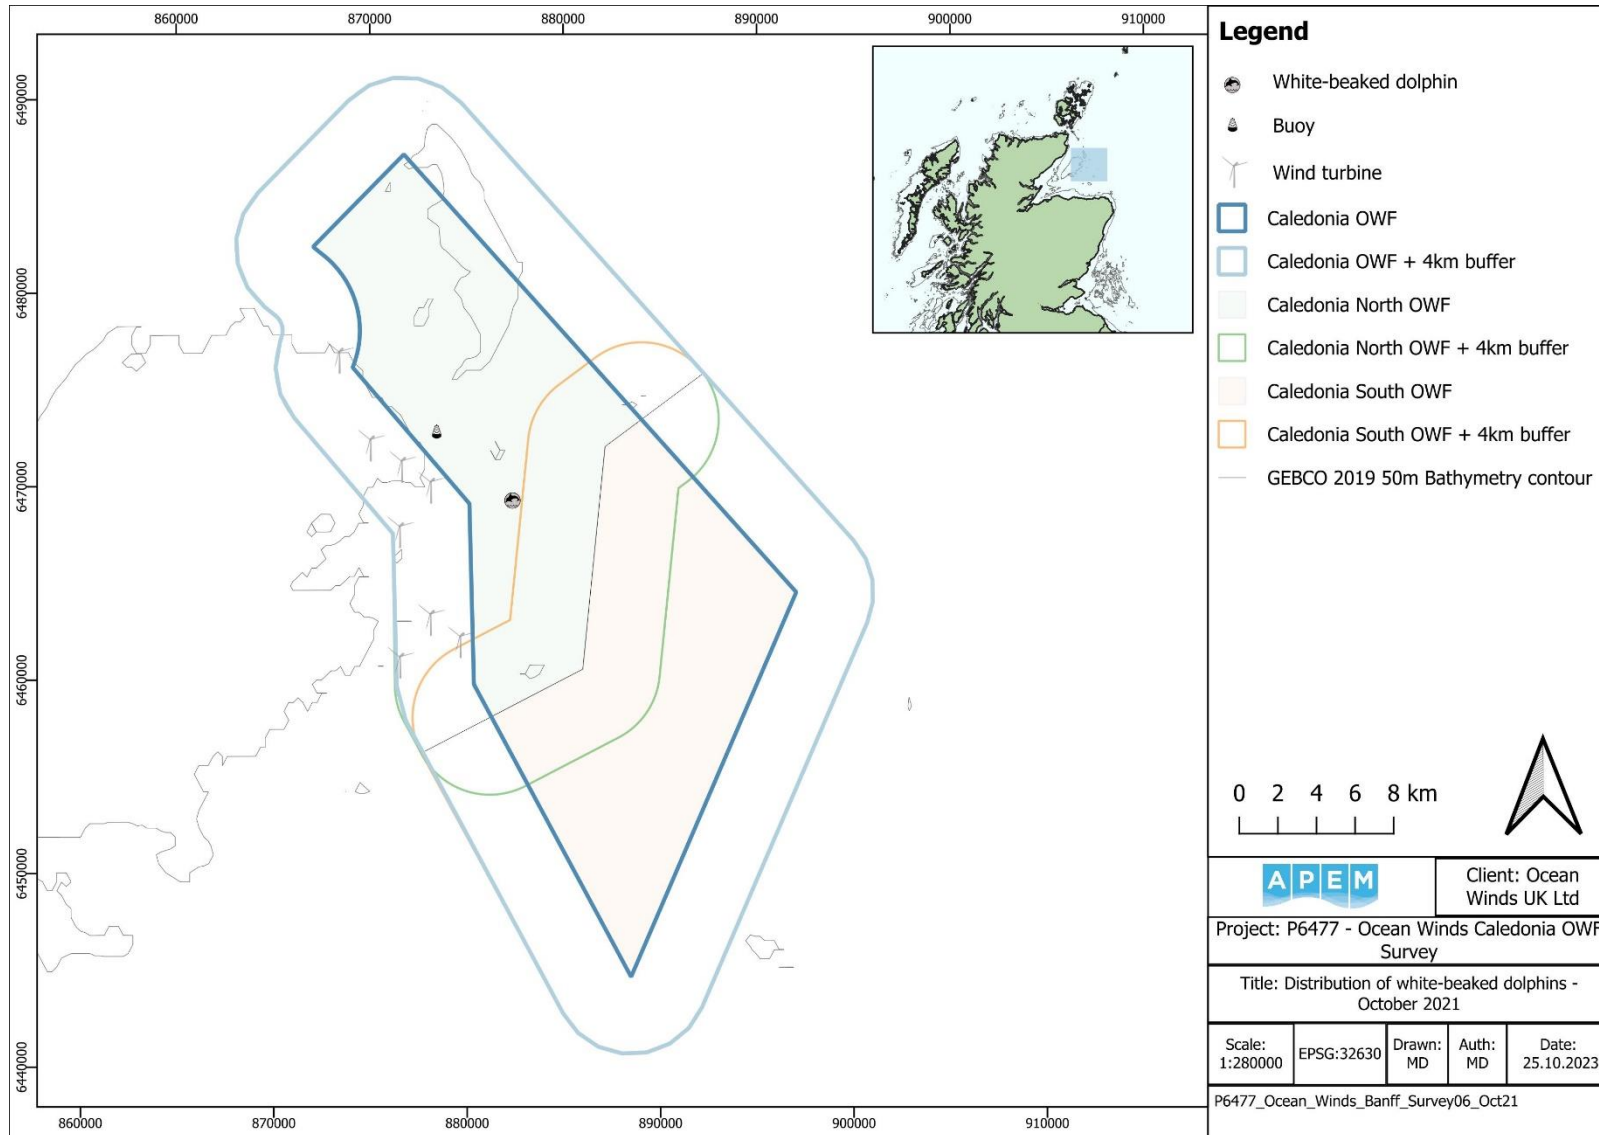 860000 870000 880000 890000 900000 910000
6490000
6480000
6470000
6460000
6450000
6440000
860000 870000 880000 890000 900000 910000
Legend
White-beaked dolphin
Buoy
Wind turbine
Caledonia OWF
Caledonia OWF + 4km buffer
Caledonia North OWF
Caledonia North OWF + 4km buffer
Caledonia South OWF
Caledonia South OWF + 4km buffer
GEBCO 2019 50m Bathymetry contour
0 2 4 6 8 km
APEM
Client: Ocean
Winds UK Ltd
Project: P6477 - Ocean Winds Caledonia OWF
Survey
Title: Distribution of white-beaked dolphins -
October 2021
Scale:
1:280000
EPSG:32630
Drawn:
MD
Auth:
MD
Date:
25.10.2023
P6477_Ocean_Winds_Banff_Survey06_Oct21